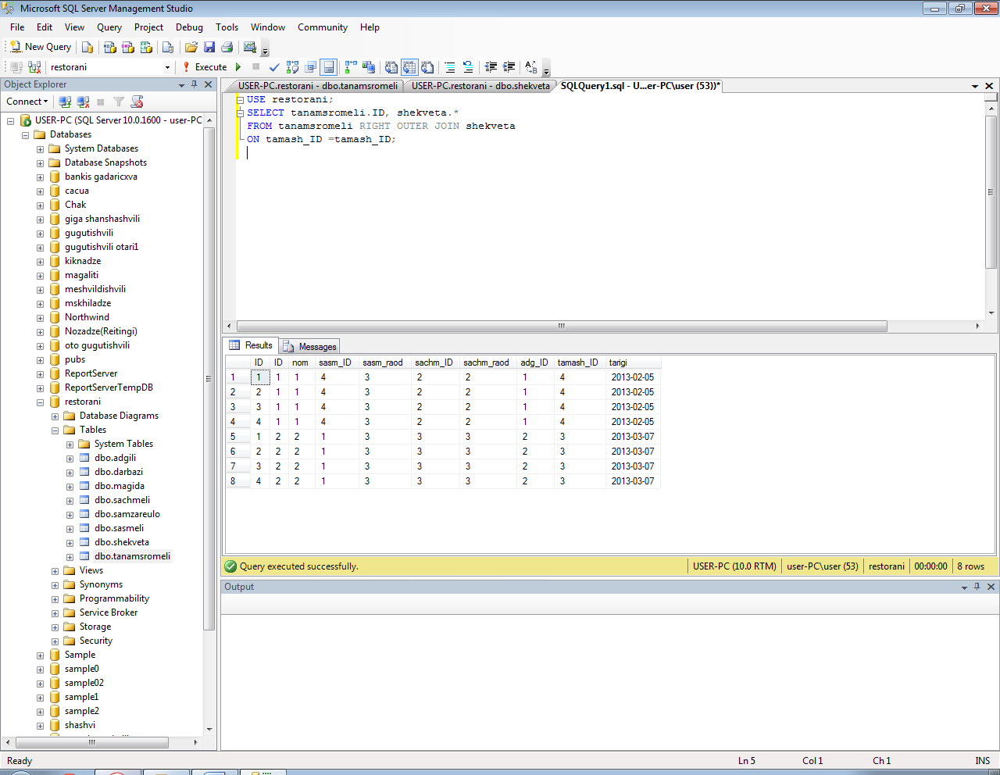 Microsoft SQL Server Management Studio
File Edit View Query Project Debug Tools Window Community Help
New Query
restorani Execute
Object Explorer
Connect
USER-PC (SQL Server 10.0.1600 - user-PC
Databases
System Databases
Database Snapshots
bankis gadaricxva
cacua
Chak
giga shanshashvili
gugutishvili
gugutishvili otari1
kiknadze
magaliti
meshvildishvili
mskhiladze
Northwind
Nozadze(Reitingi)
oto gugutishvili
pubs
ReportServer
ReportServerTempDB
restorani
Database Diagrams
Tables
System Tables
dbo.adgili
dbo.darbazi
dbo.magida
dbo.sachmeli
dbo.samzareulo
dbo.sasmeli
dbo.shekveta
dbo.tanamsromeli
Views
Synonyms
Programmability
Service Broker
Storage
Security
Sample
sample0
sample02
sample1
sample2
shashvi
USER-PC.restorani - dbo.tanamsromeli USER-PC.restorani - dbo.shekveta SQLQuery1.sql - U...er-PC\user (53))*
USE restorani;
SELECT tanamsromeli.ID, shekveta.*
FROM tanamsromeli RIGHT OUTER JOIN shekveta
ON tamash_ID =tamash_ID;
Results Messages
ID ID nom sasm_ID sasm_raod sachm_ID sachm_raod adg_ID tamash_ID tarigi
1 1 1 1 4 3 2 2 1 4 2013-02-05
2 2 1 1 4 3 2 2 1 4 2013-02-05
3 3 1 1 4 3 2 2 1 4 2013-02-05
4 4 1 1 4 3 2 2 1 4 2013-02-05
5 1 2 2 1 3 3 3 2 3 2013-03-07
6 2 2 2 1 3 3 3 2 3 2013-03-07
7 3 2 2 1 3 3 3 2 3 2013-03-07
8 4 2 2 1 3 3 3 2 3 2013-03-07
Query executed successfully. USER-PC (10.0 RTM) user-PC\user (53) restorani 00:00:00 8 rows
Output
Ready Ln 5 Col 1 Ch 1 INS